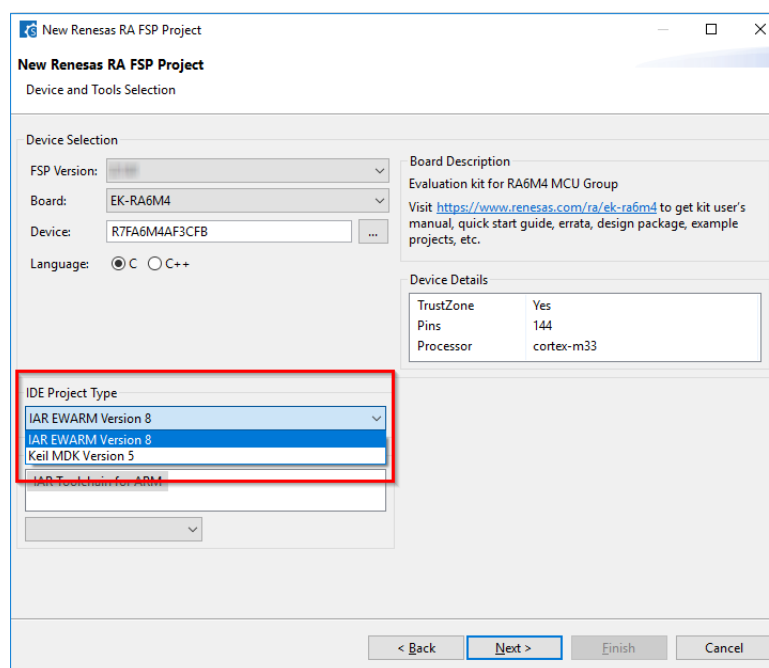 New Renesas RA FSP Project
New Renesas RA FSP Project
Device and Tools Selection
Device Selection
FSP Version:
Board: EK-RA6M4
Device: R7FA6M4AF3CFB ...
Language: C C++
Board Description
Evaluation kit for RA6M4 MCU Group
Visit https://www.renesas.com/ra/ek-ra6m4 to get kit user's
manual, quick start guide, errata, design package, example
projects, etc.
Device Details
TrustZone Yes
Pins 144
Processor cortex-m33
IDE Project Type
IAR EWARM Version 8
IAR EWARM Version 8
Keil MDK Version 5
IAR Toolchain for ARM
< Back Next > Finish Cancel